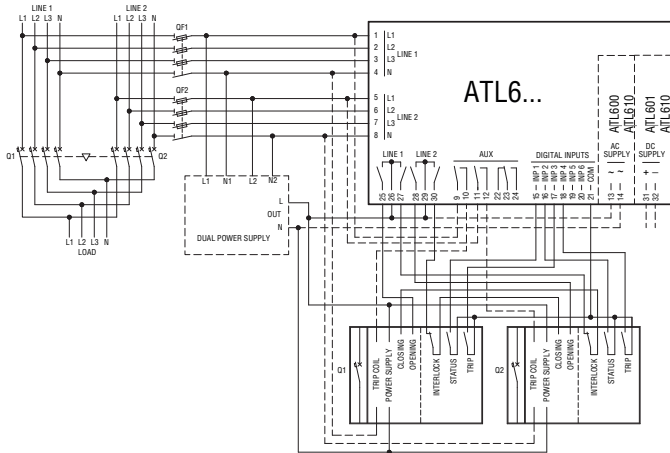 LINE 1
LINE 2
L1 L2 L3 N
L1 L2 L3 N
QF1
QF2
1 L1
2 L2
3 L3
4 N
LINE 1
5 L1
6 L2
7 L3
8 N
LINE 2
ATL6...
ATL600
ATL610
ATL601
ATL610
AC SUPPLY
DC SUPPLY
~ ~
+ −
LINE 1
LINE 2
AUX
DIGITAL INPUTS
INP 1
INP 2
INP 3
INP 4
INP 5
INP 6
COM
25 26 27
28 29 30
9 10 11 12 22 23 24
15 16 17 18 19 20 21
13 14
31 32
Q1
Q2
L1 L2 L3 N
LOAD
L1 N1 L2 N2
L
OUT
N
DUAL POWER SUPPLY
Q1
TRIP COIL
POWER SUPPLY
CLOSING
OPENING
INTERLOCK
STATUS
TRIP
Q2
TRIP COIL
POWER SUPPLY
CLOSING
OPENING
INTERLOCK
STATUS
TRIP